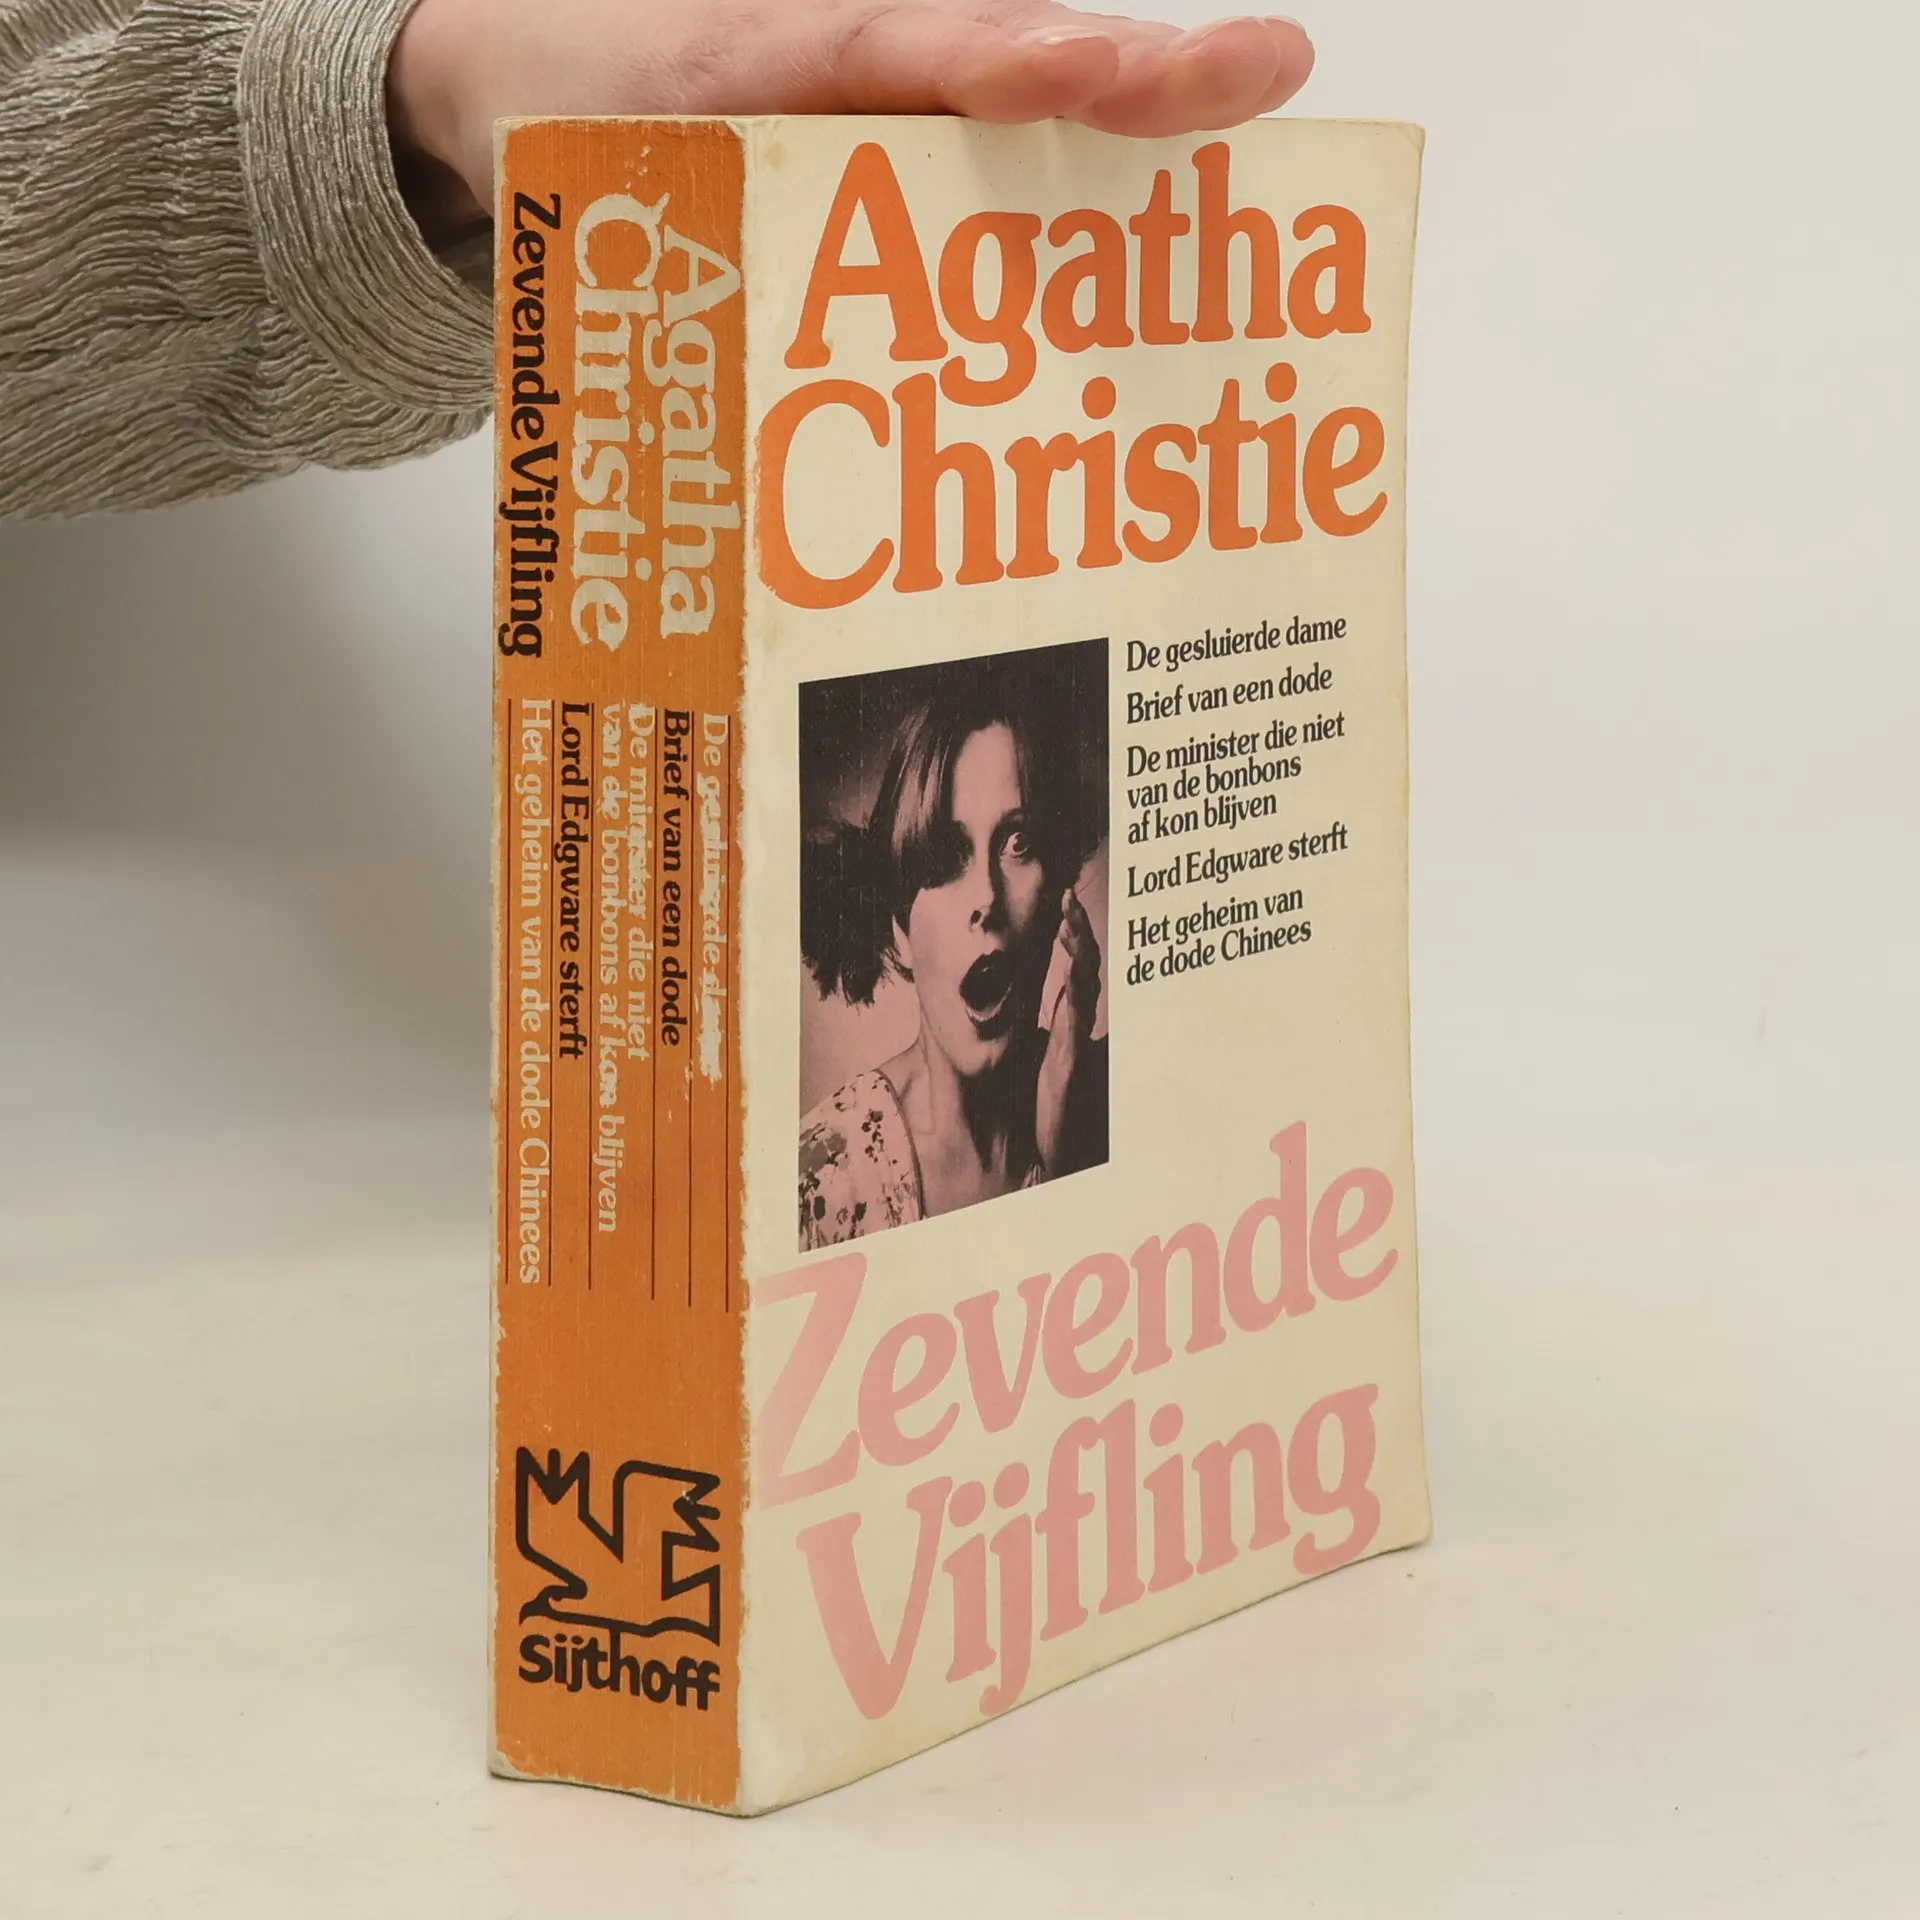 Agatha
Christie
Zevende Vijfling
De gesluierde dame
Brief van een dode
De minister die niet
van de bonbons af kon blijven
Lord Edgware sterft
Het geheim van de dode Chinees
Sijthoff
Agatha
Christie
De gesluierde dame
Brief van een dode
De minister die niet
van de bonbons
af kon blijven
Lord Edgware sterft
Het geheim van
de dode Chinees
Zevende
Vijfling